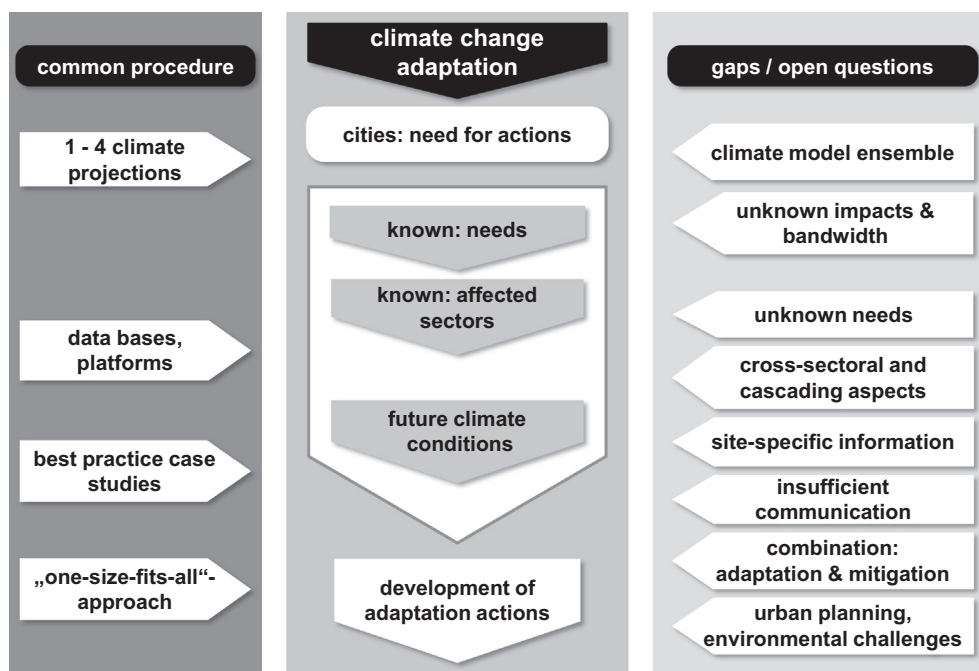 common procedure
1 - 4 climate
projections
data bases,
platforms
best practice case
studies
„one-size-fits-all“-
approach
climate change
adaptation
cities: need for actions
known: needs
known: affected
sectors
future climate
conditions
development of
adaptation actions
gaps / open questions
climate model ensemble
unknown impacts &
bandwidth
unknown needs
cross-sectoral and
cascading aspects
site-specific information
insufficient
communication
combination:
adaptation & mitigation
urban planning,
environmental challenges